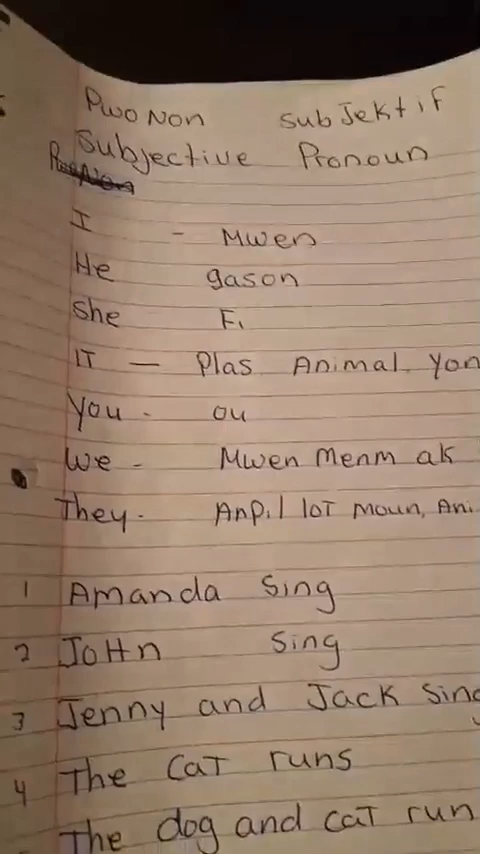 Pwo Non subjektif
Subjective Pronoun
I - Mwen
He gason
she Fi
IT - Plas Animal, yon
you - ou
we - Mwen Menm ak
They - Anpil lot moun, Ani
1 Amanda sing
2 JoHn sing
3 Jenny and Jack sing
4 The cat runs
The dog and cat run